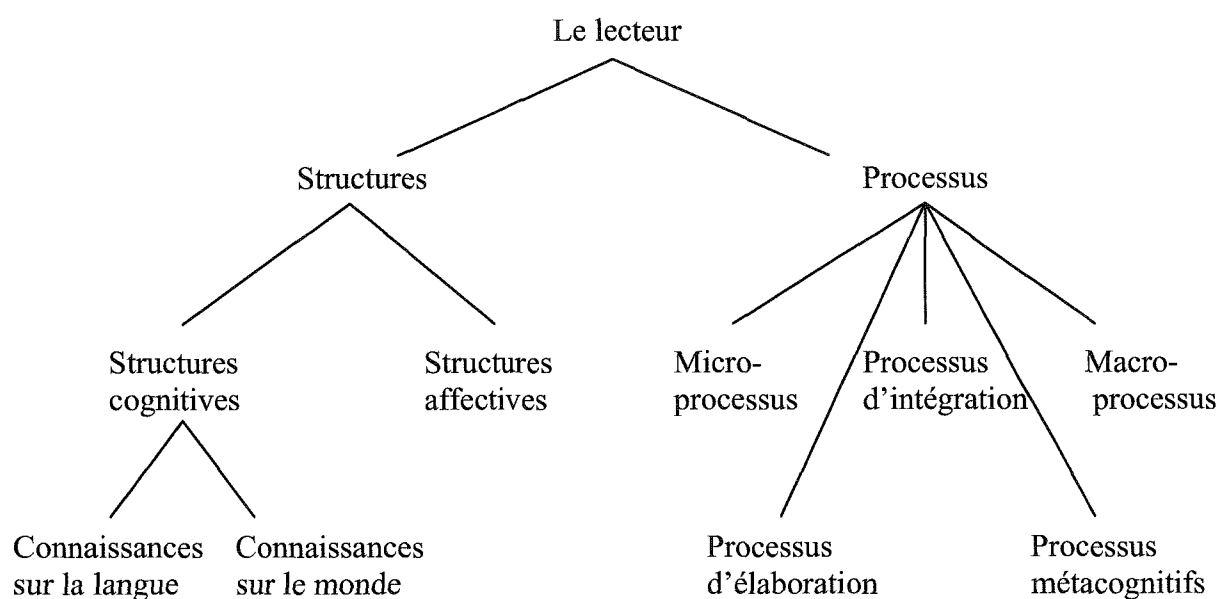 Le lecteur
Structures
Processus
Structures
cognitives
Structures
affectives
Micro-
processus
Processus
d'intégration
Macro-
processus
Connaissances
sur la langue
Connaissances
sur le monde
Processus
d'élaboration
Processus
métacognitifs